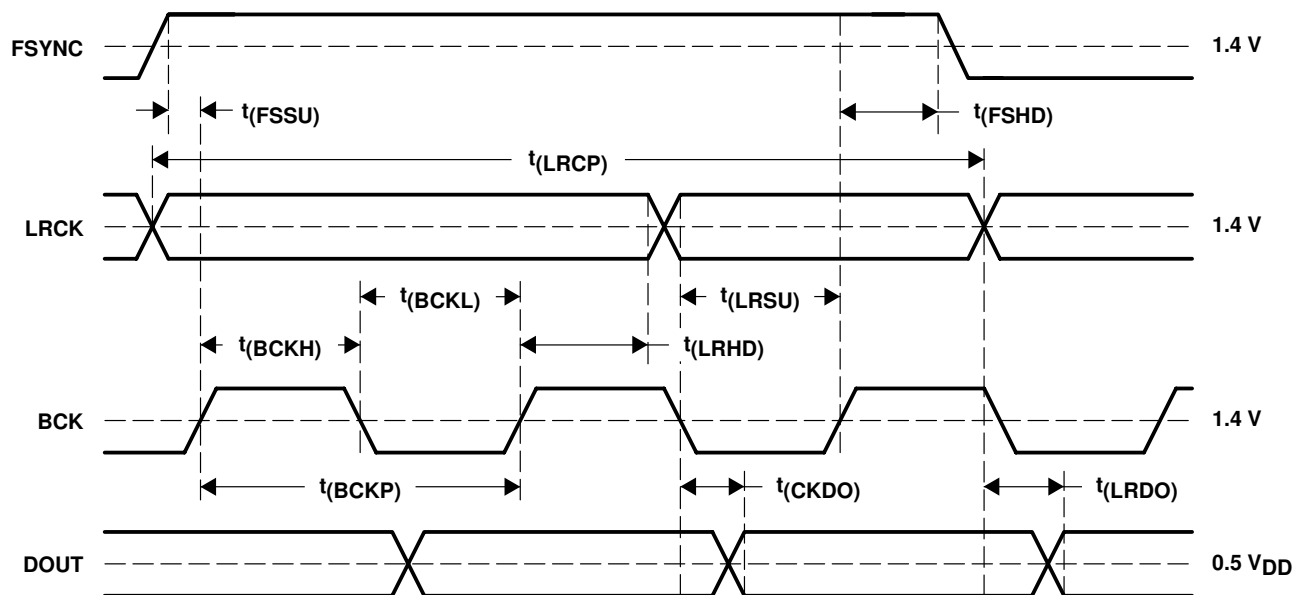 FSYNC
1.4 V
t(FSSU)
t(FSHD)
t(LRCP)
LRCK
1.4 V
t(BCKL)
t(LRSU)
t(BCKH)
t(LRHD)
BCK
1.4 V
t(BCKP)
t(CKDO)
t(LRDO)
DOUT
0.5 VDD